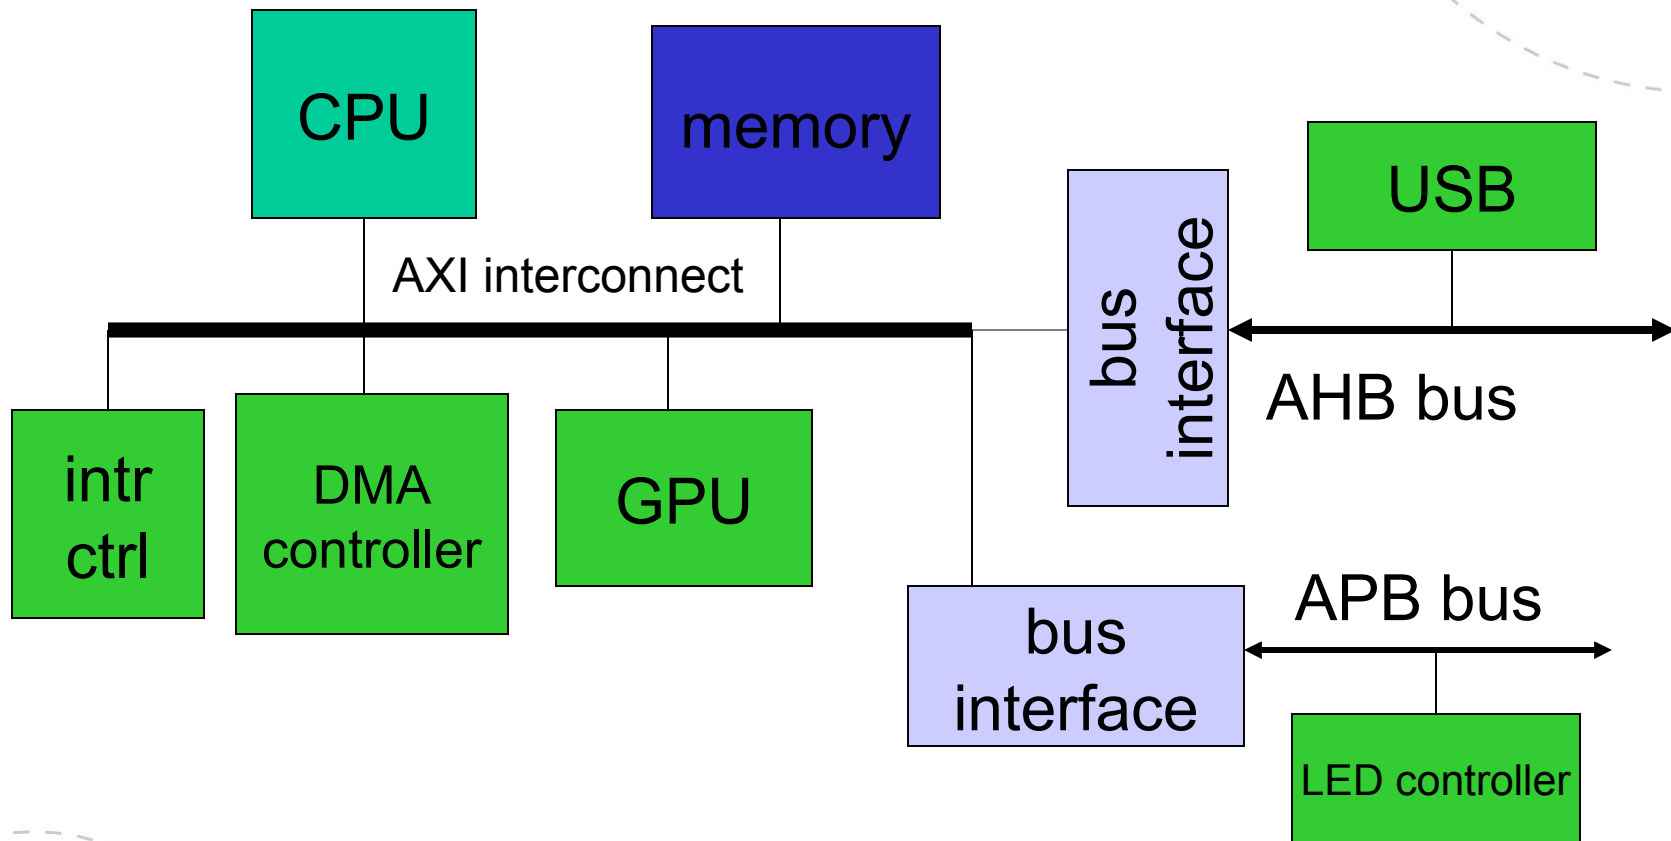 CPU
memory
USB
AXI interconnect
bus
interface
AHB bus
intr
ctrl
DMA
controller
GPU
APB bus
bus
interface
LED controller